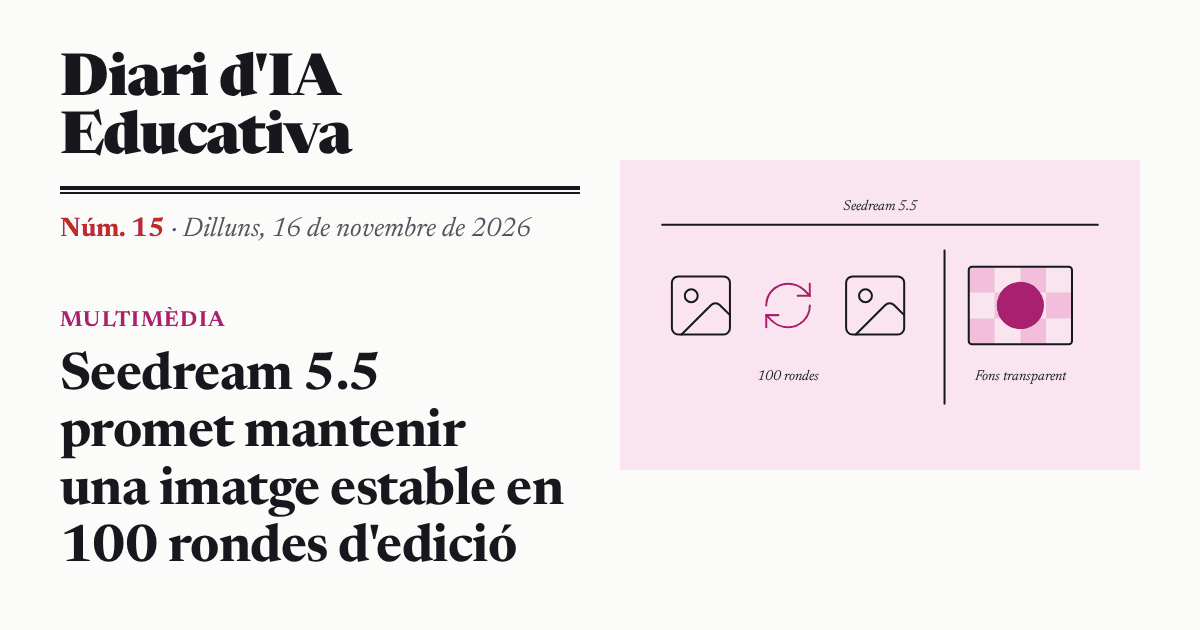 Diari d'IA
Educativa
Núm. 15 · Dilluns, 16 de novembre de 2026
MULTIMÈDIA
Seedream 5.5
promet mantenir
una imatge estable en
100 rondes d'edició
Seedream 5.5
100 rondes
Fons transparent